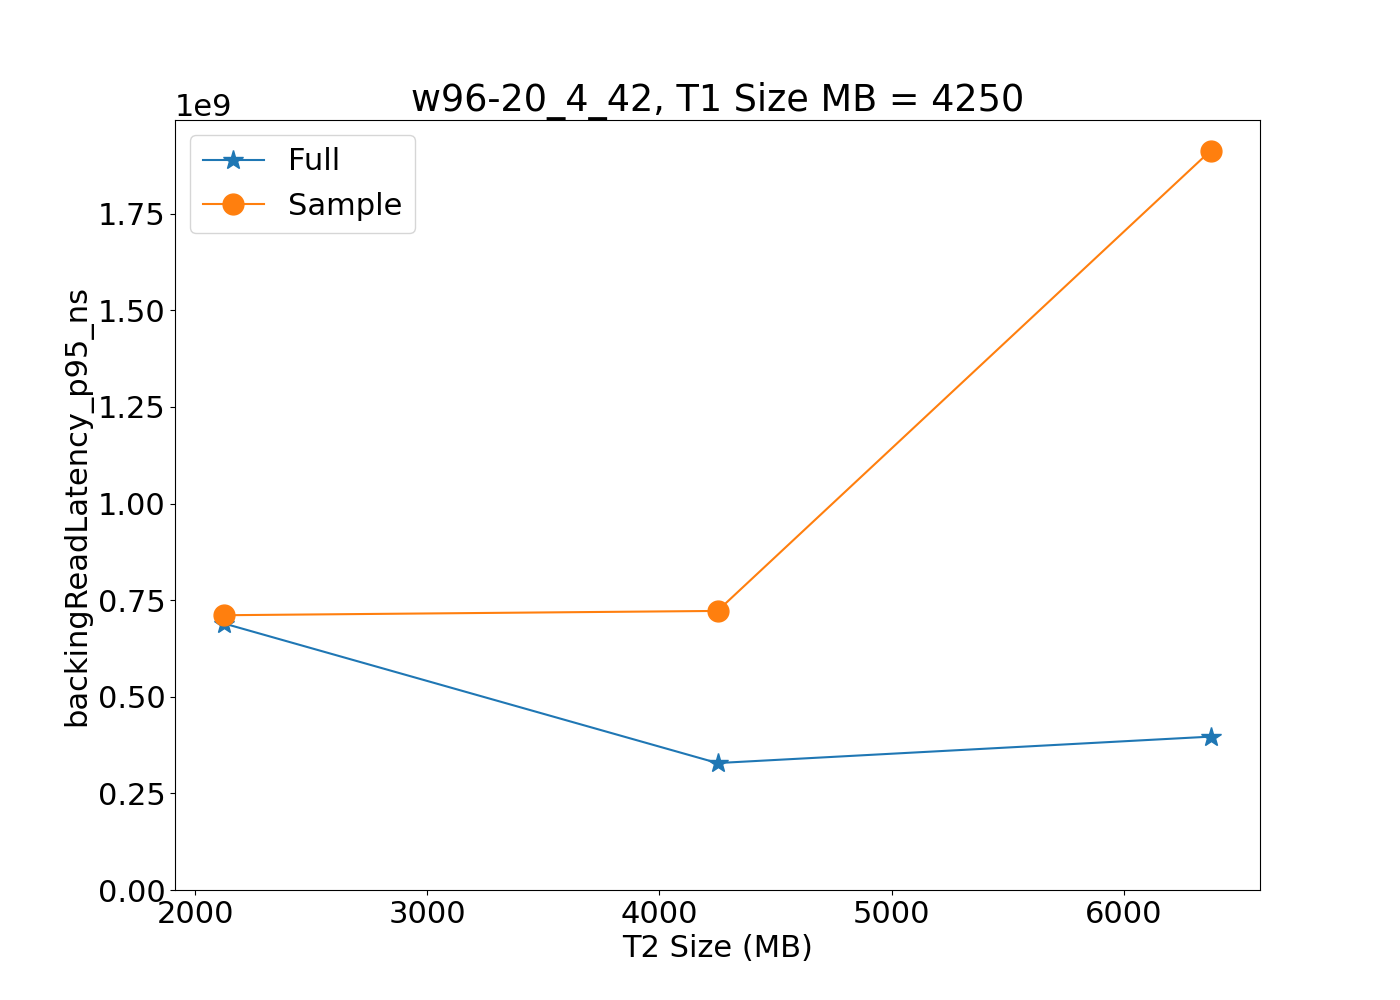 w96-20_4_42, T1 Size MB = 4250
1e9
Full
Sample
1.75
1.50
1.25
1.00
0.75
0.50
0.25
0.00
backingReadLatency_p95_ns
2000 3000 4000 5000 6000
T2 Size (MB)